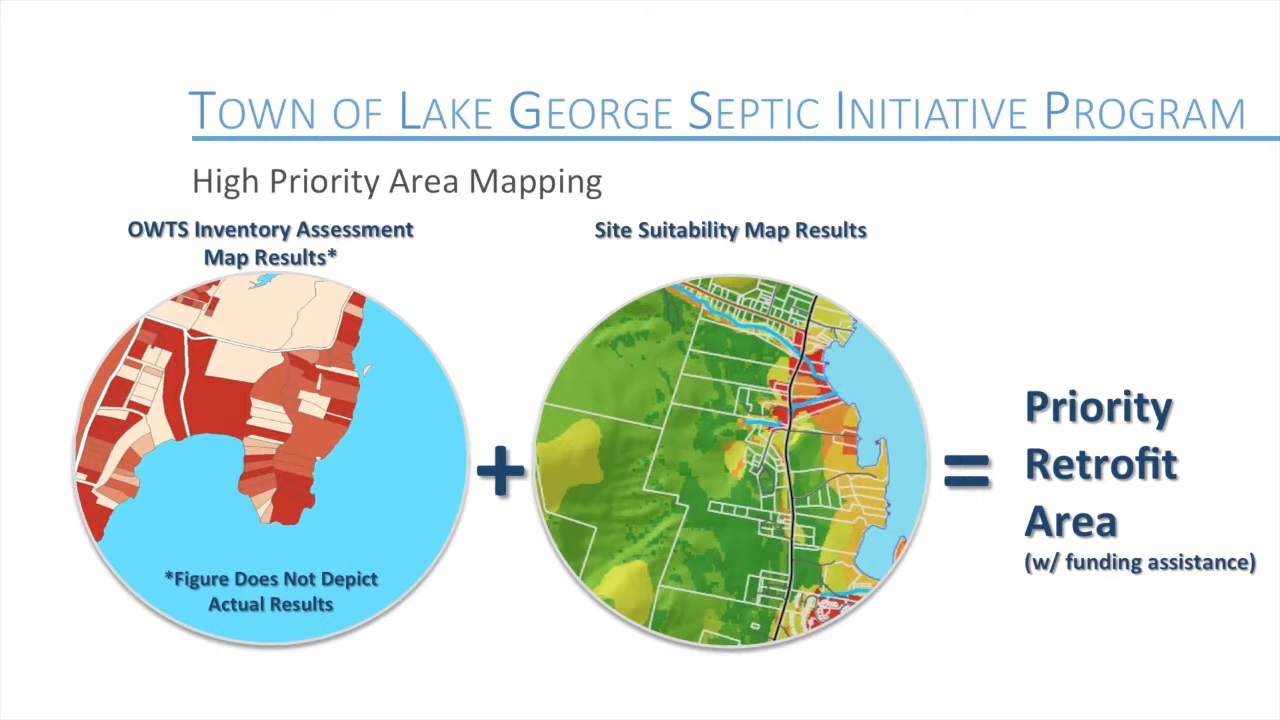 TOWN OF LAKE GEORGE SEPTIC INITIATIVE PROGRAM
High Priority Area Mapping
OWTS Inventory Assessment
Map Results*
Site Suitability Map Results
+
=
Priority
Retrofit
Area
(w/ funding assistance)
*Figure Does Not Depict
Actual Results